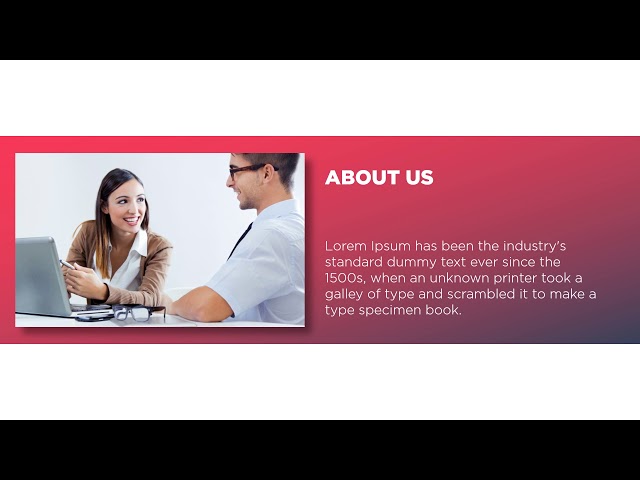 ABOUT US
Lorem Ipsum has been the industry's
standard dummy text ever since the
1500s, when an unknown printer took a
galley of type and scrambled it to make a
type specimen book.